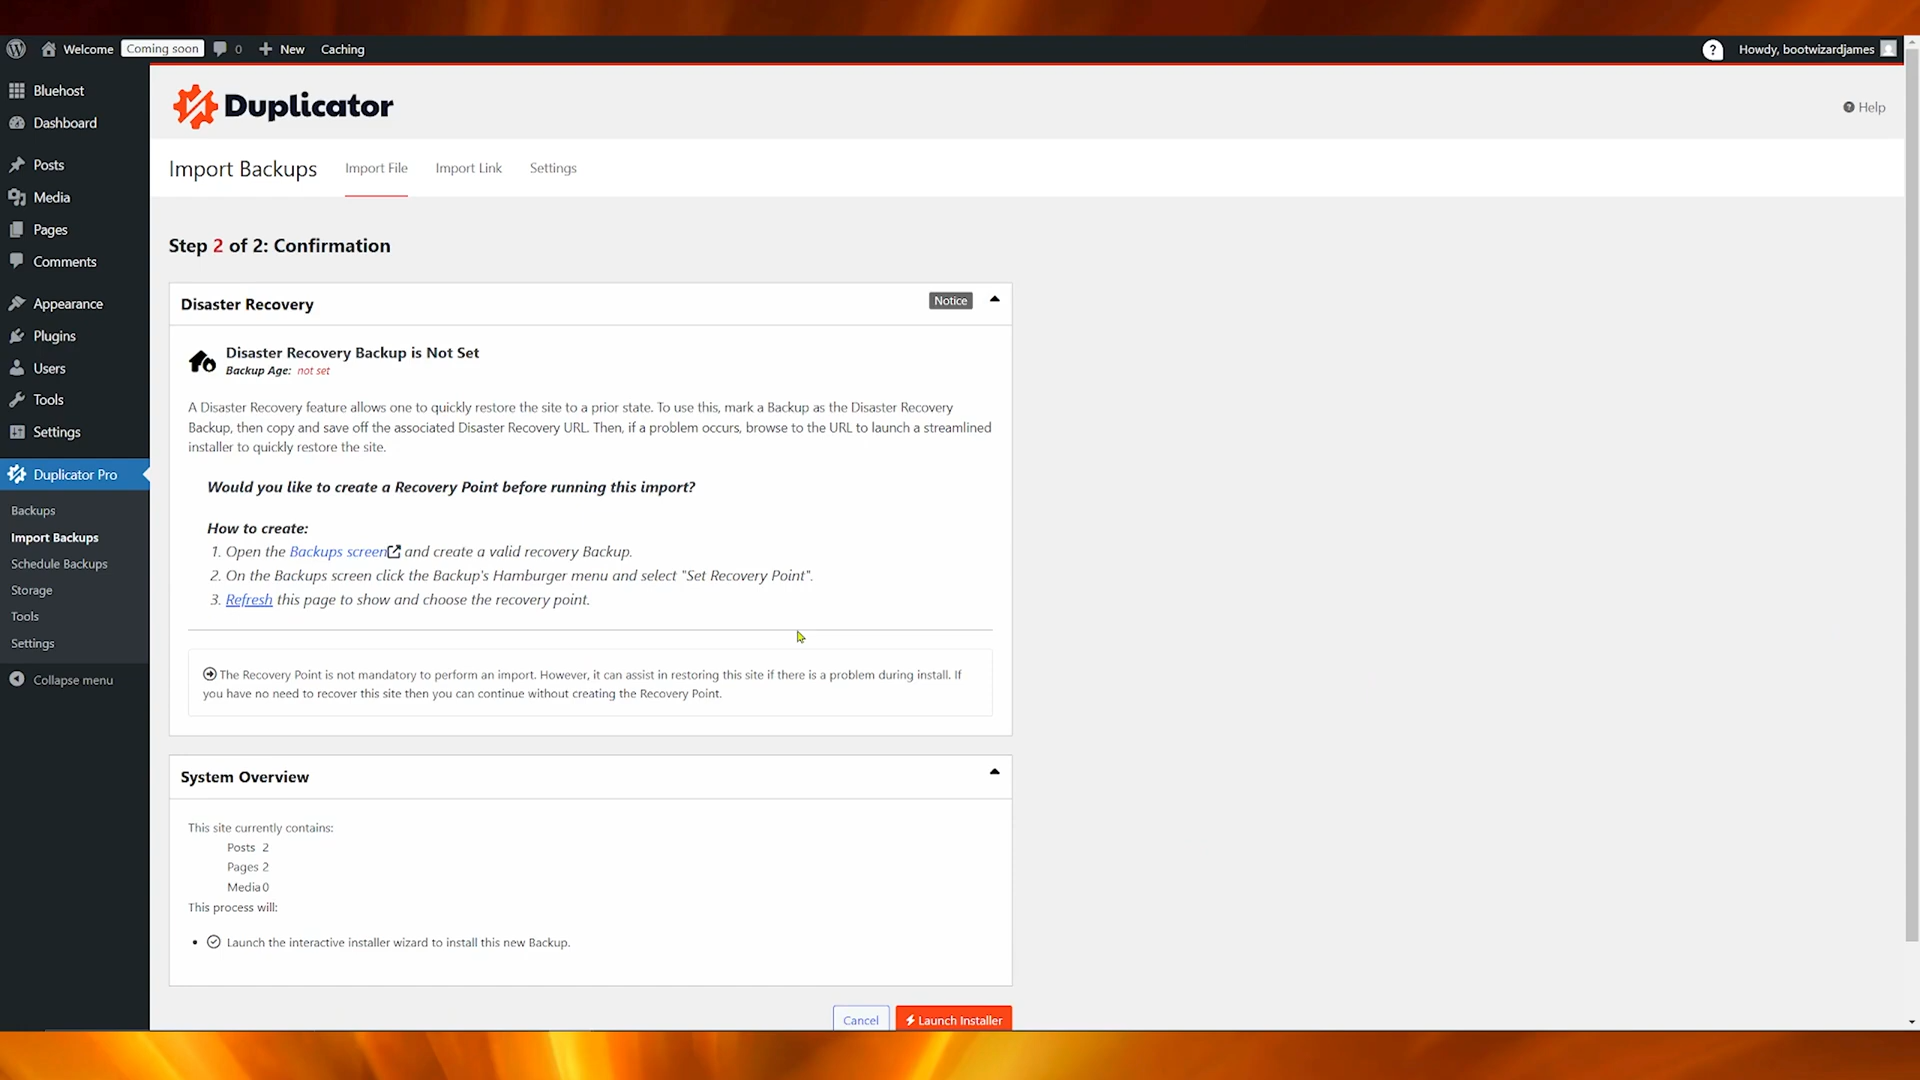 Welcome
Coming soon
0
New
Caching
?
Howdy, bootwizardjames
Bluehost
Dashboard
Posts
Media
Pages
Comments
Appearance
Plugins
Users
Tools
Settings
Duplicator Pro
Backups
Import Backups
Schedule Backups
Storage
Tools
Settings
Collapse menu
Duplicator
Help
Import Backups
Import File
Import Link
Settings
Step 2 of 2: Confirmation
Disaster Recovery
Notice
Disaster Recovery Backup is Not Set
Backup Age: not set
A Disaster Recovery feature allows one to quickly restore the site to a prior state. To use this, mark a Backup as the Disaster Recovery
Backup, then copy and save off the associated Disaster Recovery URL. Then, if a problem occurs, browse to the URL to launch a streamlined
installer to quickly restore the site.
Would you like to create a Recovery Point before running this import?
How to create:
1. Open the Backups screen and create a valid recovery Backup.
2. On the Backups screen click the Backup's Hamburger menu and select "Set Recovery Point".
3. Refresh this page to show and choose the recovery point.
The Recovery Point is not mandatory to perform an import. However, it can assist in restoring this site if there is a problem during install. If
you have no need to recover this site then you can continue without creating the Recovery Point.
System Overview
This site currently contains:
Posts 2
Pages 2
Media 0
This process will:
• Launch the interactive installer wizard to install this new Backup.
Cancel
Launch Installer